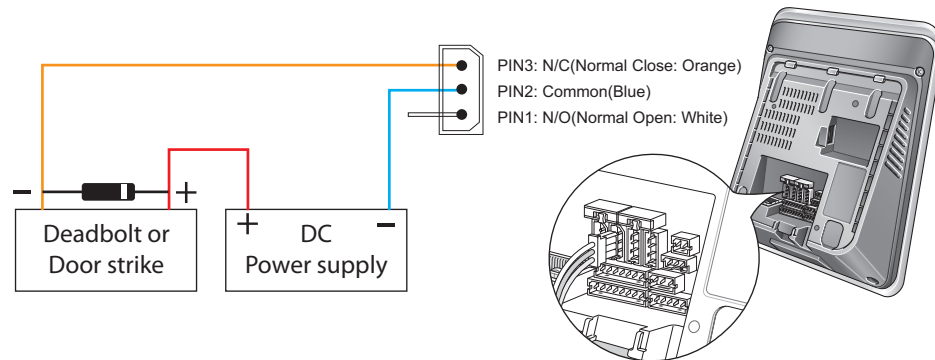 PIN3: N/C(Normal Close: Orange)
PIN2: Common(Blue)
PIN1: N/O(Normal Open: White)
- +
+ -
Deadbolt or
Door strike
DC
Power supply